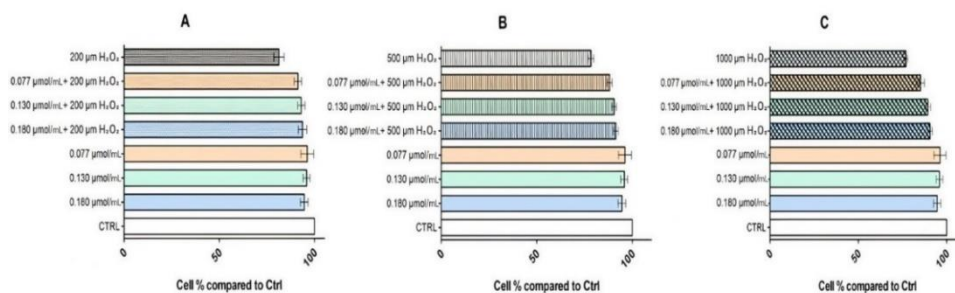 A
200 µm H₂O₂
0.077 µmol/mL+ 200 µm H₂O₂
0.130 µmol/mL+ 200 µm H₂O₂
0.180 µmol/mL+ 200 µm H₂O₂
0.077 µmol/mL
0.130 µmol/mL
0.180 µmol/mL
CTRL
0
50
100
Cell % compared to Ctrl
B
500 µm H₂O₂
0.077 µmol/mL+ 500 µm H₂O₂
0.130 µmol/mL+ 500 µm H₂O₂
0.180 µmol/mL+ 500 µm H₂O₂
0.077 µmol/mL
0.130 µmol/mL
0.180 µmol/mL
CTRL
0
50
100
Cell % compared to Ctrl
C
1000 µm H₂O₂
0.077 µmol/mL+ 1000 µm H₂O₂
0.130 µmol/mL+ 1000 µm H₂O₂
0.180 µmol/mL+ 1000 µm H₂O₂
0.077 µmol/mL
0.130 µmol/mL
0.180 µmol/mL
CTRL
0
50
100
Cell % compared to Ctrl